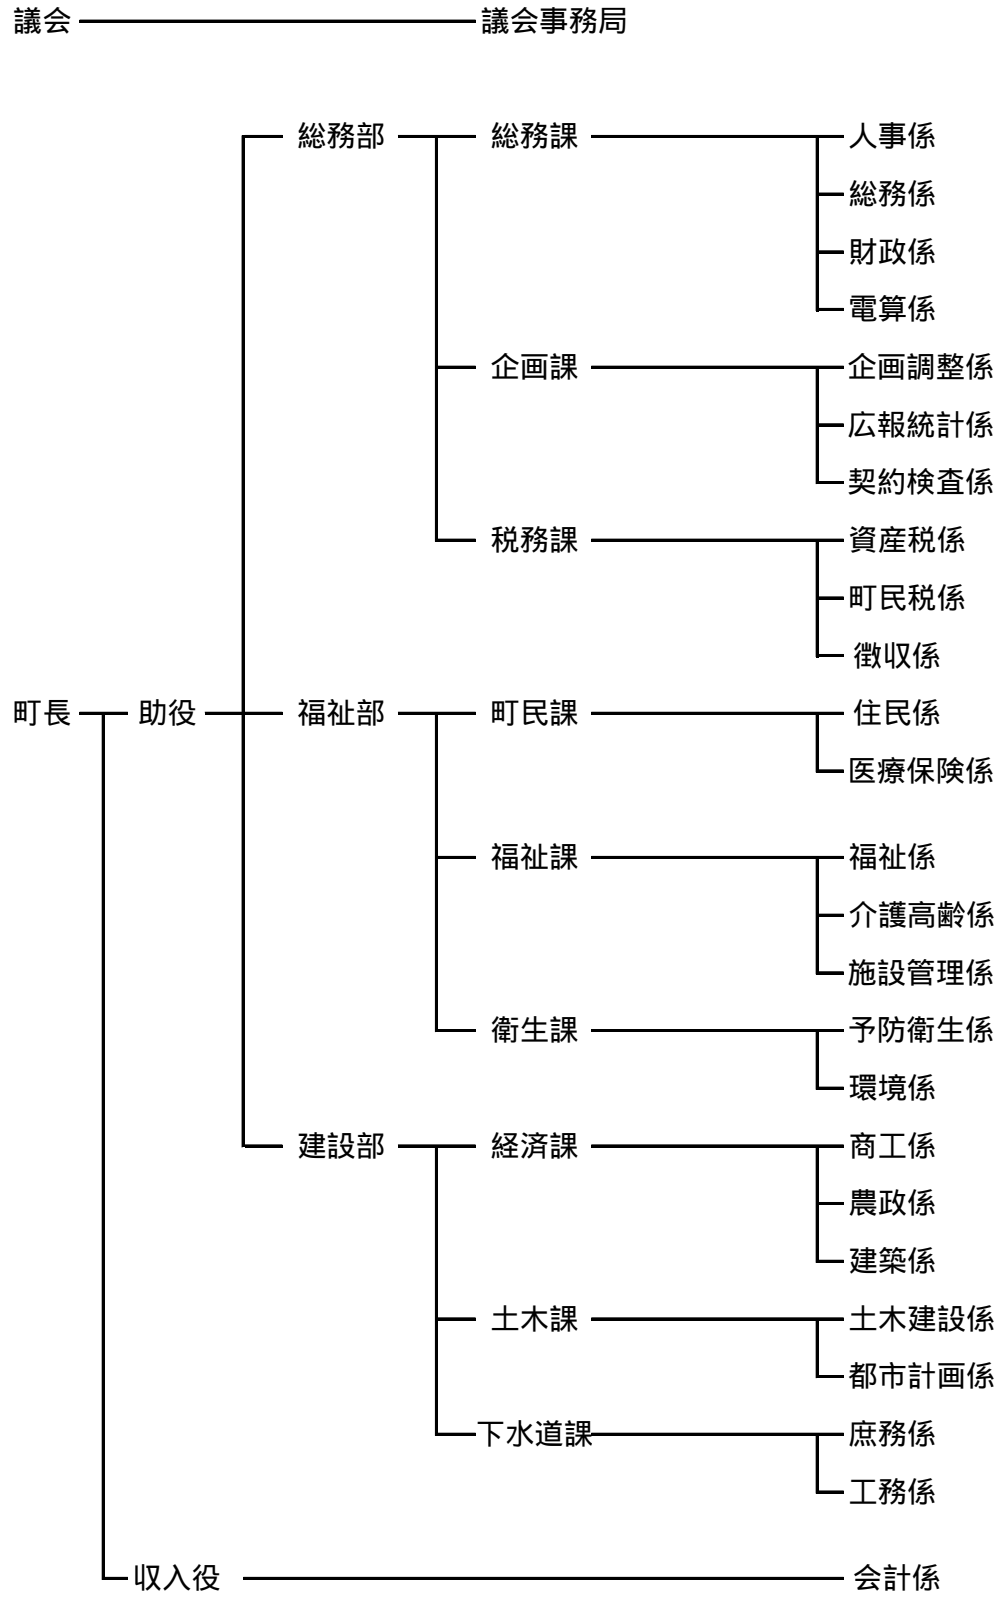 議会 議会事務局
総務部 総務課 人事係
総務係
財政係
電算係
企画課 企画調整係
広報統計係
契約検査係
税務課 資産税係
町民税係
徴収係
町長 助役 福祉部 町民課 住民係
医療保険係
福祉課 福祉係
介護高齢係
施設管理係
衛生課 予防衛生係
環境係
建設部 経済課 商工係
農政係
建築係
土木課 土木建設係
都市計画係
下水道課 庶務係
工務係
収入役 会計係